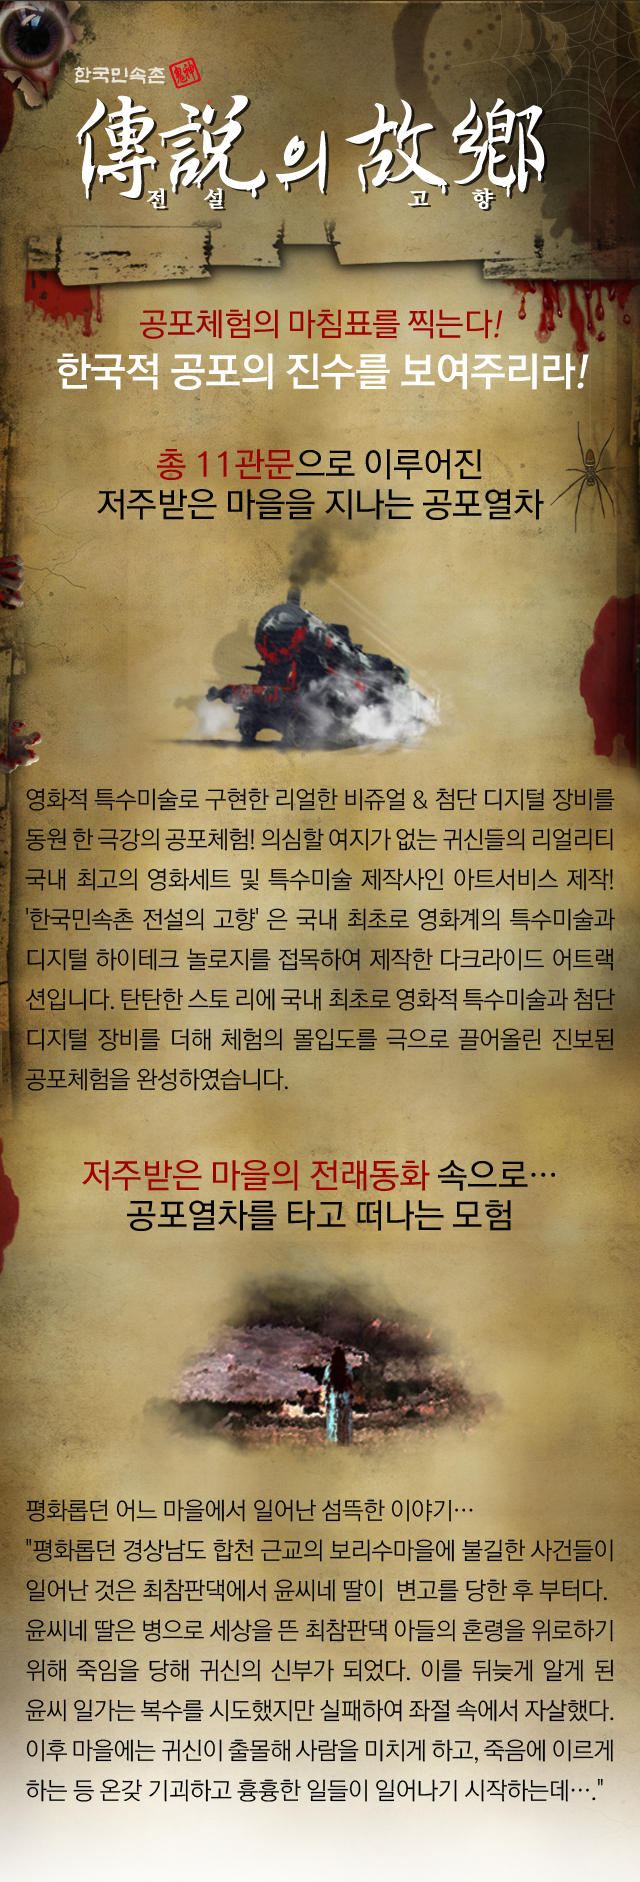 한국민속촌 鬼神
傳說의 故鄕
전설 고향
공포체험의 마침표를 찍는다!
한국적 공포의 진수를 보여주리라!
총 11관문으로 이루어진
저주받은 마을을 지나는 공포열차
영화적 특수미술로 구현한 리얼한 비쥬얼 & 첨단 디지털 장비를
동원 한 극강의 공포체험! 의심할 여지가 없는 귀신들의 리얼리티
국내 최고의 영화세트 및 특수미술 제작사인 아트서비스 제작!
'한국민속촌 전설의 고향' 은 국내 최초로 영화계의 특수미술과
디지털 하이테크 놀로지를 접목하여 제작한 다크라이드 어트랙
션입니다. 탄탄한 스토 리에 국내 최초로 영화적 특수미술과 첨단
디지털 장비를 더해 체험의 몰입도를 극으로 끌어올린 진보된
공포체험을 완성하였습니다.
저주받은 마을의 전래동화 속으로…
공포열차를 타고 떠나는 모험
평화롭던 어느 마을에서 일어난 섬뜩한 이야기…
"평화롭던 경상남도 합천 근교의 보리수마을에 불길한 사건들이
일어난 것은 최참판댁에서 윤씨네 딸이 변고를 당한 후 부터다.
윤씨네 딸은 병으로 세상을 뜬 최참판댁 아들의 혼령을 위로하기
위해 죽임을 당해 귀신의 신부가 되었다. 이를 뒤늦게 알게 된
윤씨 일가는 복수를 시도했지만 실패하여 좌절 속에서 자살했다.
이후 마을에는 귀신이 출몰해 사람을 미치게 하고, 죽음에 이르게
하는 등 온갖 기괴하고 흉흉한 일들이 일어나기 시작하는데…."